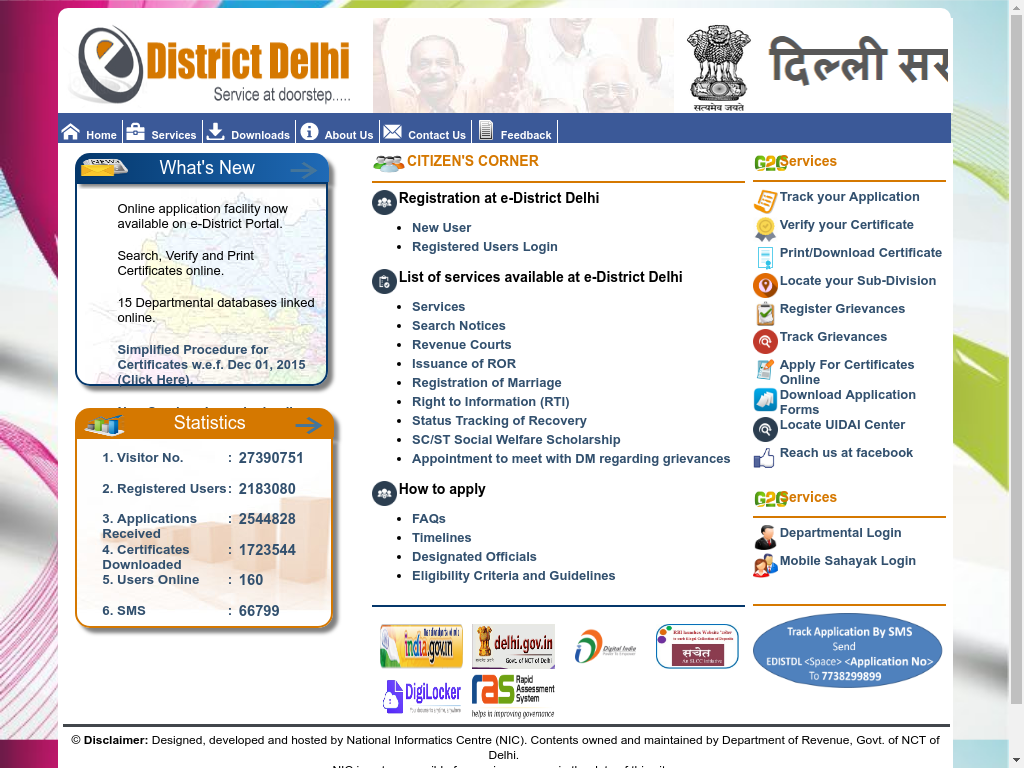 District Delhi
Service at doorstep.....
सत्यमेव जयते
दिल्ली सर
Home
Services
Downloads
About Us
Contact Us
Feedback
What's New
Online application facility now
available on e-District Portal.
Search, Verify and Print
Certificates online.
15 Departmental databases linked
online.
Simplified Procedure for
Certificates w.e.f. Dec 01, 2015
(Click Here).
Statistics
1. Visitor No. : 27390751
2. Registered Users : 2183080
3. Applications : 2544828
Received
4. Certificates : 1723544
Downloaded
5. Users Online : 160
6. SMS : 66799
CITIZEN'S CORNER
Registration at e-District Delhi
New User
Registered Users Login
List of services available at e-District Delhi
Services
Search Notices
Revenue Courts
Issuance of ROR
Registration of Marriage
Right to Information (RTI)
Status Tracking of Recovery
SC/ST Social Welfare Scholarship
Appointment to meet with DM regarding grievances
How to apply
FAQs
Timelines
Designated Officials
Eligibility Criteria and Guidelines
india.gov.in
delhi.gov.in
Govt. of NCT of Delhi
Digital India
सचेत
DigiLocker
ras Rapid
Assessment
System
helps in improving governance
G2C Services
Track your Application
Verify your Certificate
Print/Download Certificate
Locate your Sub-Division
Register Grievances
Track Grievances
Apply For Certificates
Online
Download Application
Forms
Locate UIDAI Center
Reach us at facebook
G2G Services
Departmental Login
Mobile Sahayak Login
Track Application By SMS
Send
EDISTDL <Space> <Application No>
To 7738299899
© Disclaimer: Designed, developed and hosted by National Informatics Centre (NIC). Contents owned and maintained by Department of Revenue, Govt. of NCT of
Delhi.